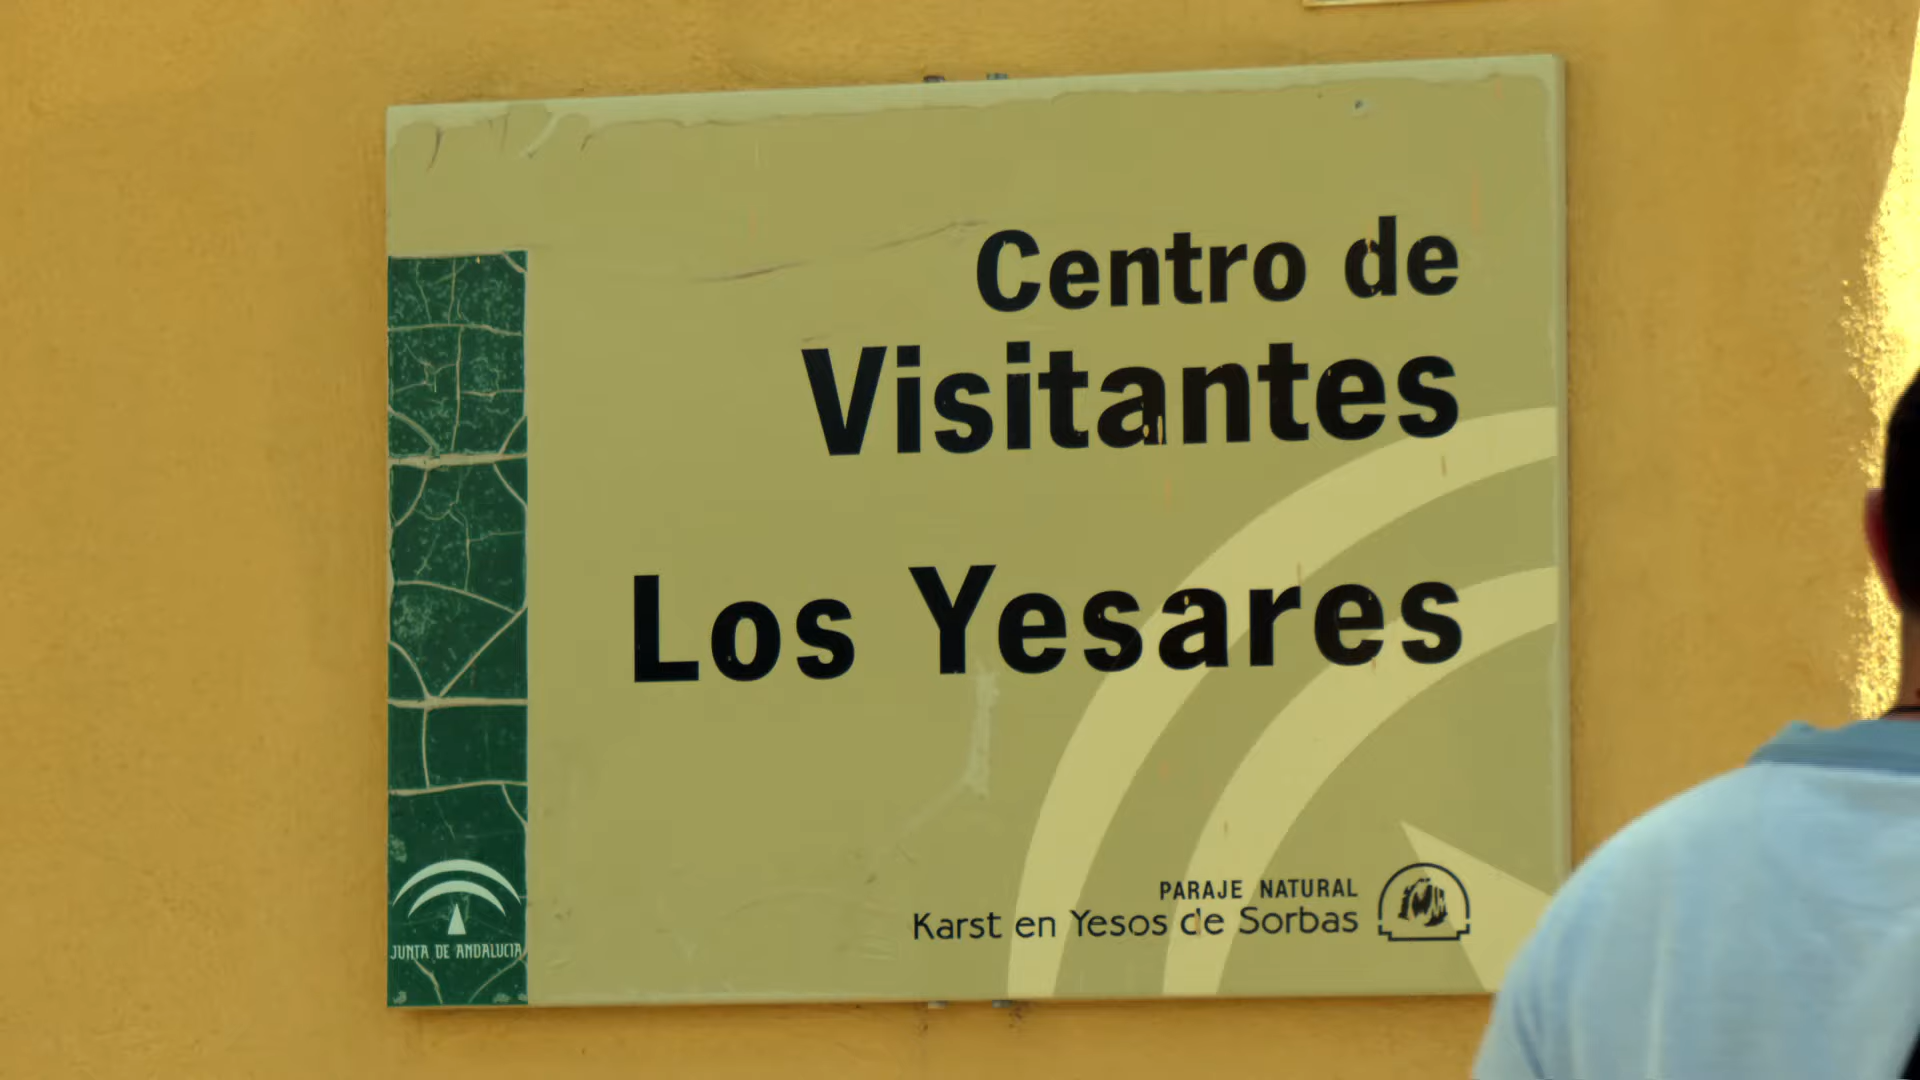 Centro de
Visitantes
Los Yesares
PARAJE NATURAL
Karst en Yesos de Sorbas
JUNTA DE ANDALUCIA